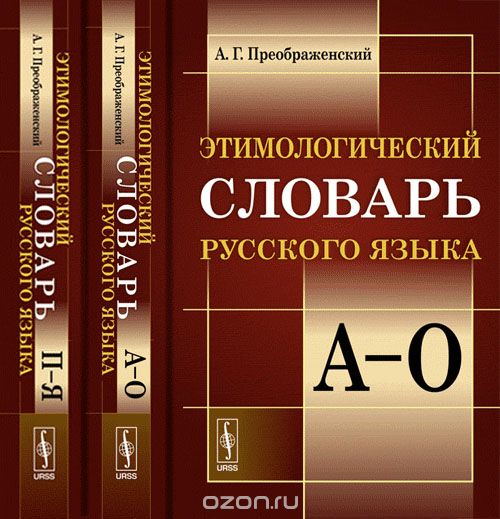 А. Г. Преображенский
ЭТИМОЛОГИЧЕСКИЙ
СЛОВАРЬ
РУССКОГО ЯЗЫКА
П–Я
URSS
А. Г. Преображенский
ЭТИМОЛОГИЧЕСКИЙ
СЛОВАРЬ
РУССКОГО ЯЗЫКА
А–О
URSS
А. Г. Преображенский
ЭТИМОЛОГИЧЕСКИЙ
СЛОВАРЬ
РУССКОГО ЯЗЫКА
А–О
URSS
ozon.ru